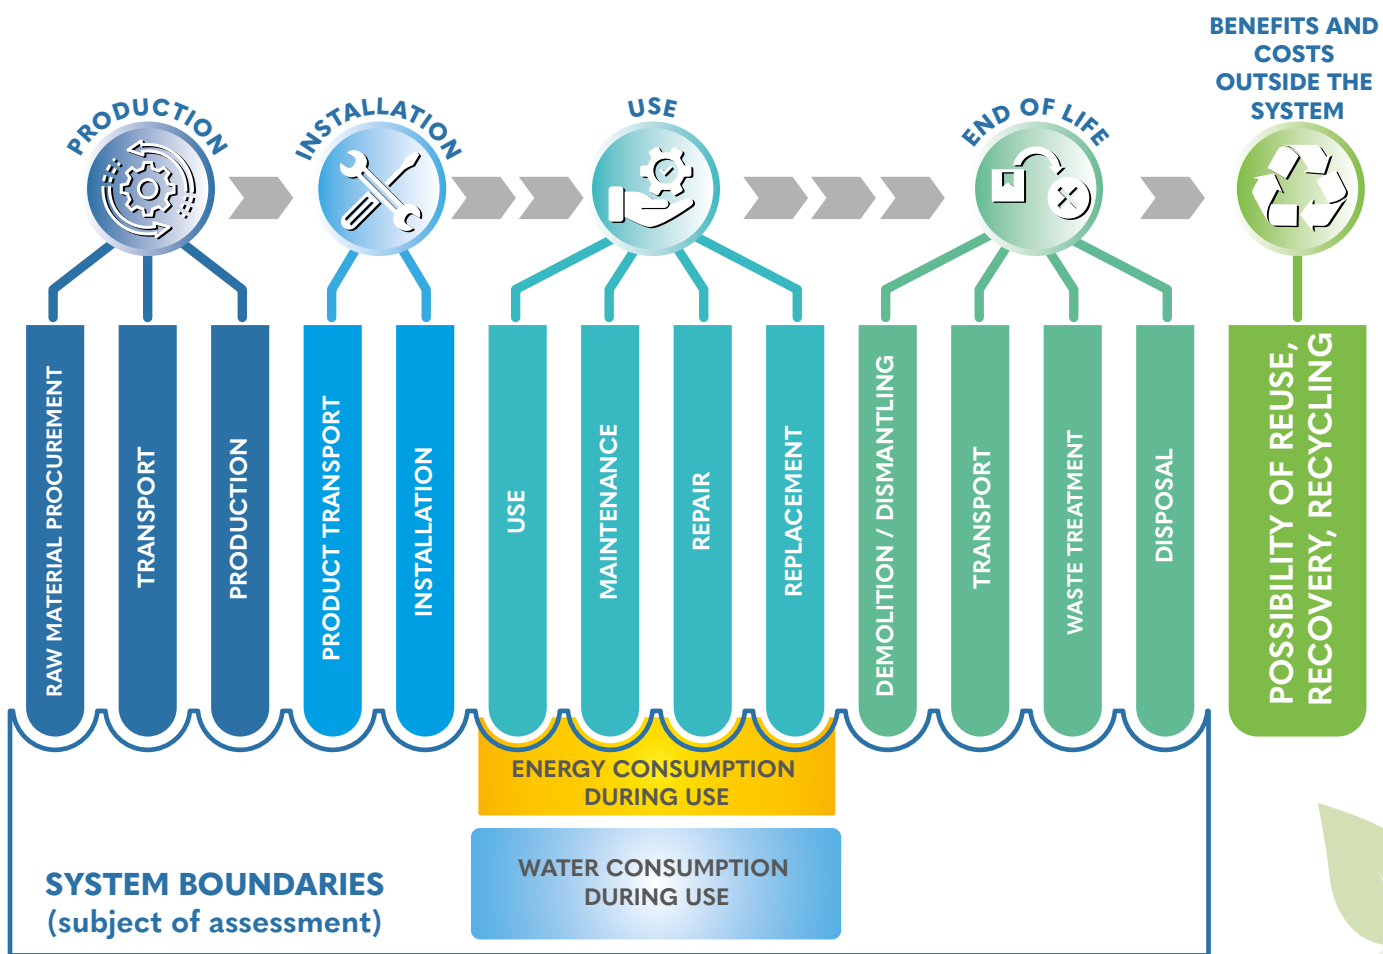 PRODUCTION
INSTALLATION
USE
END OF LIFE
BENEFITS AND
COSTS
OUTSIDE THE
SYSTEM
RAW MATERIAL PROCUREMENT
TRANSPORT
PRODUCTION
PRODUCT TRANSPORT
INSTALLATION
USE
MAINTENANCE
REPAIR
REPLACEMENT
DEMOLITION / DISMANTLING
TRANSPORT
WASTE TREATMENT
DISPOSAL
POSSIBILITY OF REUSE,
RECOVERY, RECYCLING
ENERGY CONSUMPTION
DURING USE
WATER CONSUMPTION
DURING USE
SYSTEM BOUNDARIES
(subject of assessment)